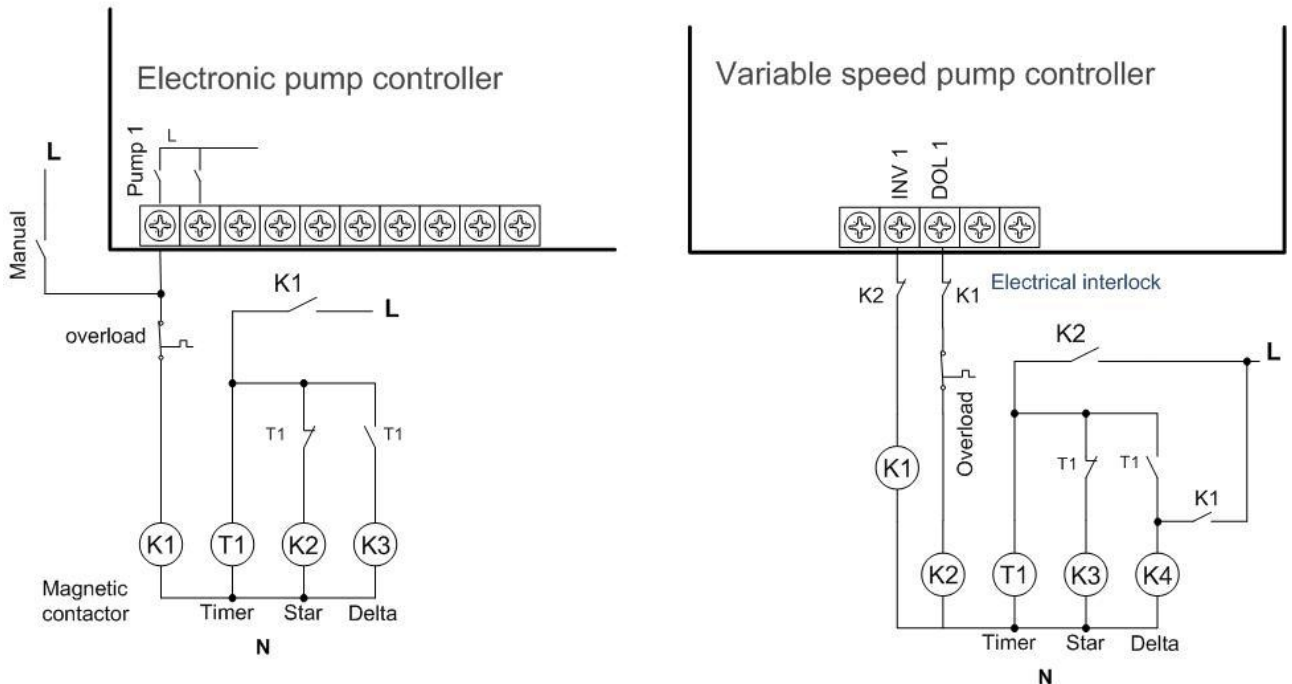 Electronic pump controller
Pump 1
L
L
Manual
K1
L
overload
T1
T1
K1
T1
K2
K3
Magnetic
contactor
Timer
Star
Delta
N
Variable speed pump controller
INV 1
DOL 1
K2
K1
Electrical interlock
K2
L
Overload
T1
T1
K1
K1
K2
T1
K3
K4
Timer
Star
Delta
N